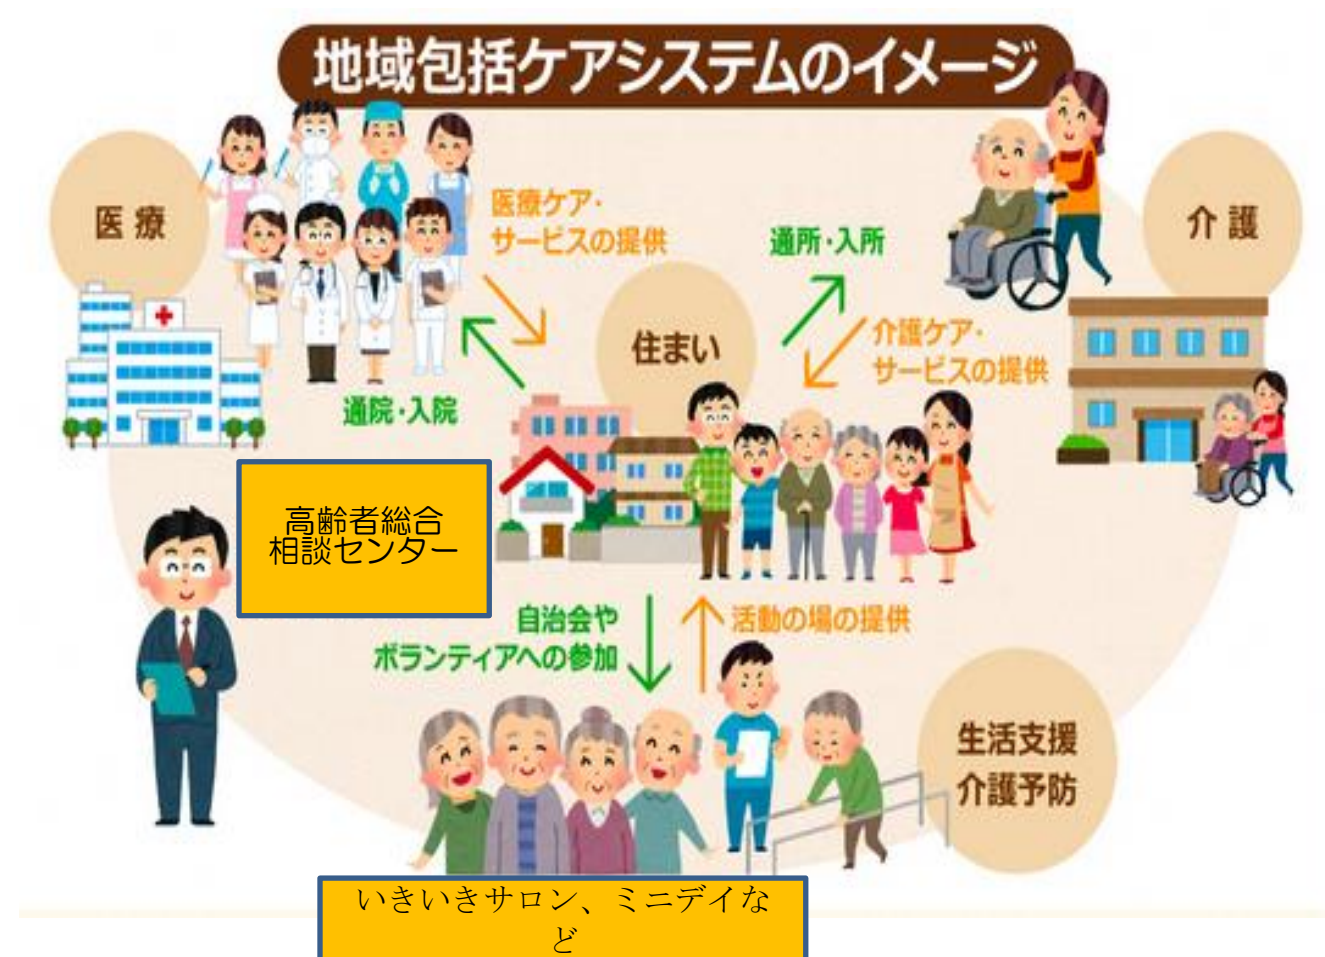 地域包括ケアシステムのイメージ
医療
医療ケア・
サービスの提供
通所・入所
介護
住まい
介護ケア・
サービスの提供
通院・入院
高齢者総合
相談センター
自治会や
ボランティアへの参加
活動の場の提供
生活支援
介護予防
いきいきサロン、ミニデイな
ど